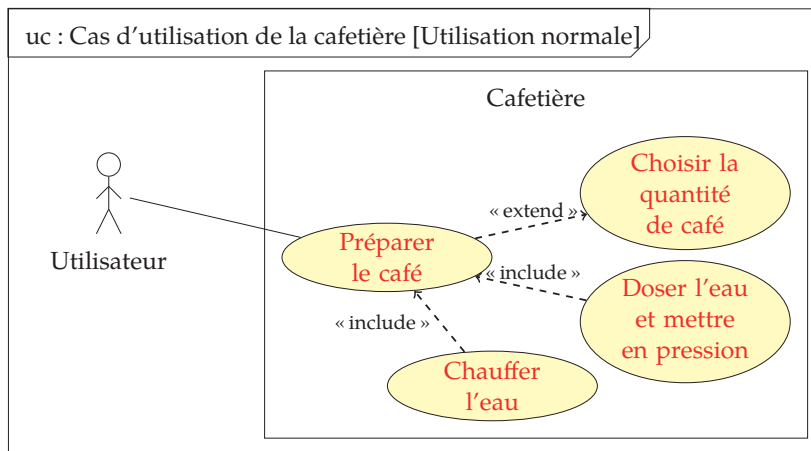 uc : Cas d’utilisation de la cafetière [Utilisation normale]
Cafetière
Choisir la
quantité
de café
« extend »
Préparer
le café
Utilisateur
« include »
Doser l’eau
et mettre
en pression
« include »
Chauffer
l’eau